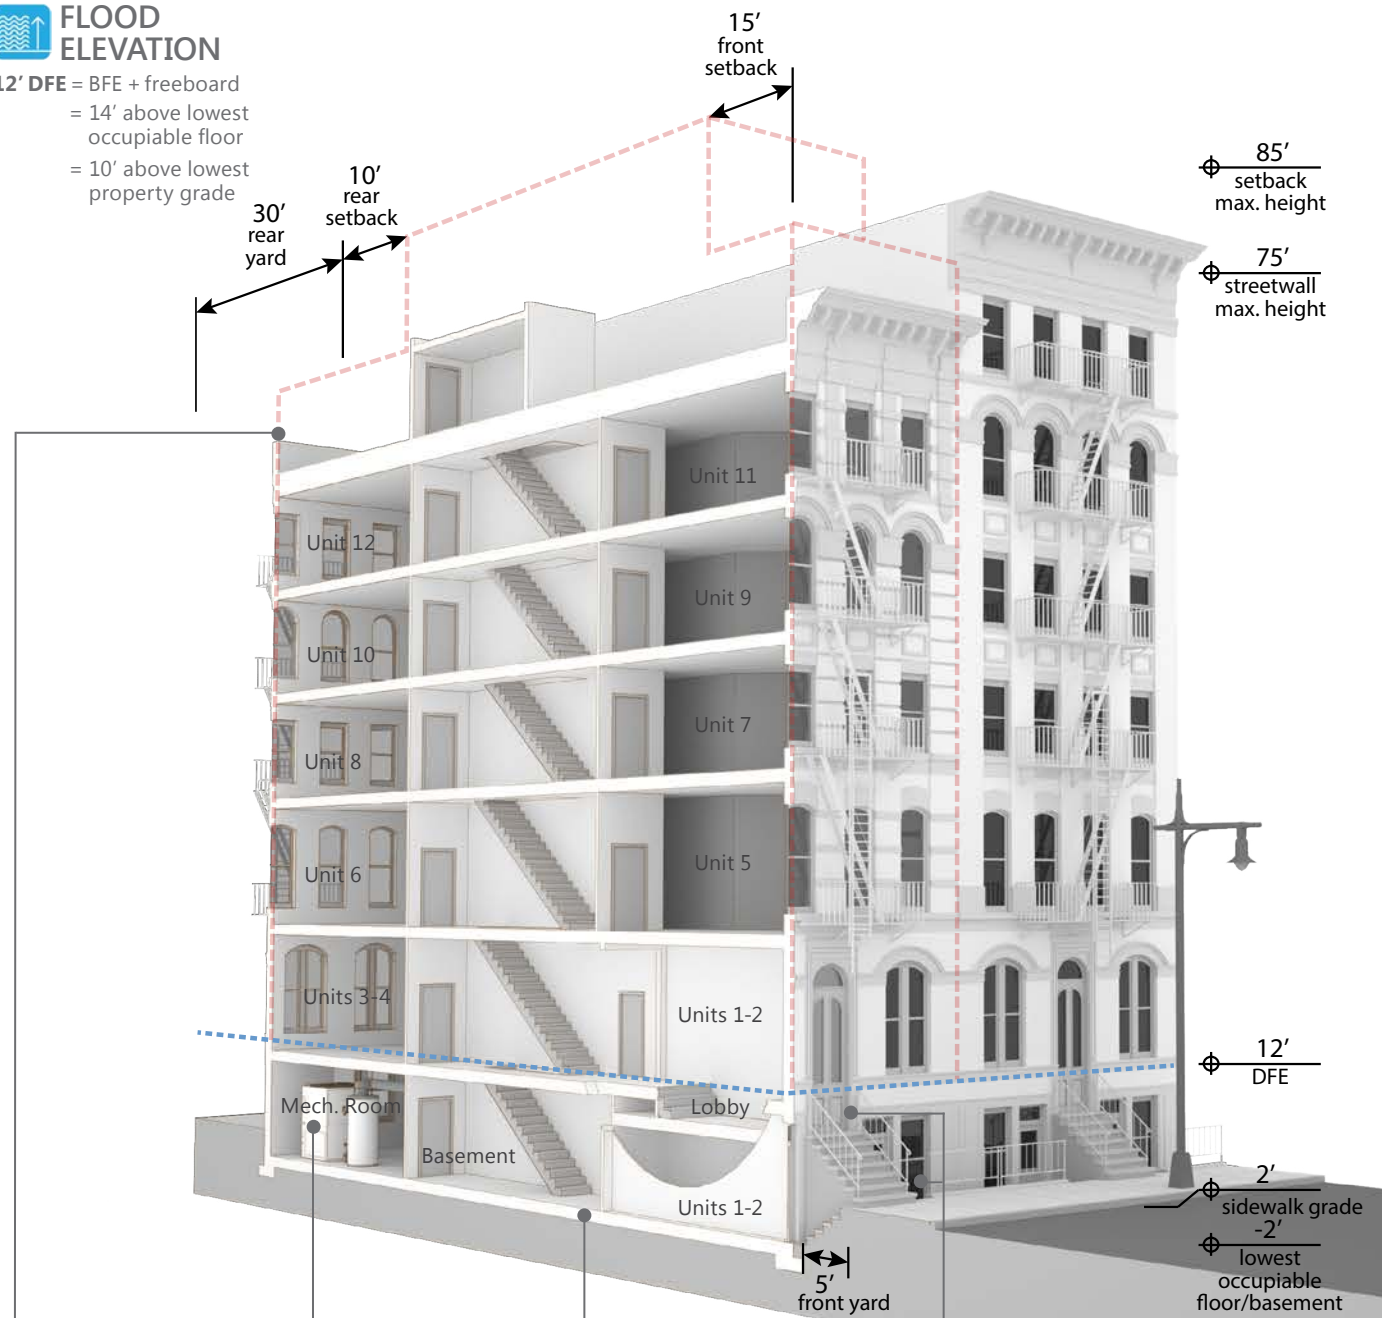 FLOOD
ELEVATION
12′ DFE = BFE + freeboard
= 14′ above lowest
occupiable floor
= 10′ above lowest
property grade
15′
front
setback
10′
rear
setback
30′
rear
yard
85′
setback
max. height
75′
streetwall
max. height
Unit 11
Unit 12
Unit 9
Unit 10
Unit 7
Unit 8
Unit 5
Unit 6
Units 3-4
Units 1-2
12′
DFE
Mech. Room
Lobby
Basement
Units 1-2
2′
sidewalk grade
-2′
lowest
occupiable
floor/basement
5′
front yard